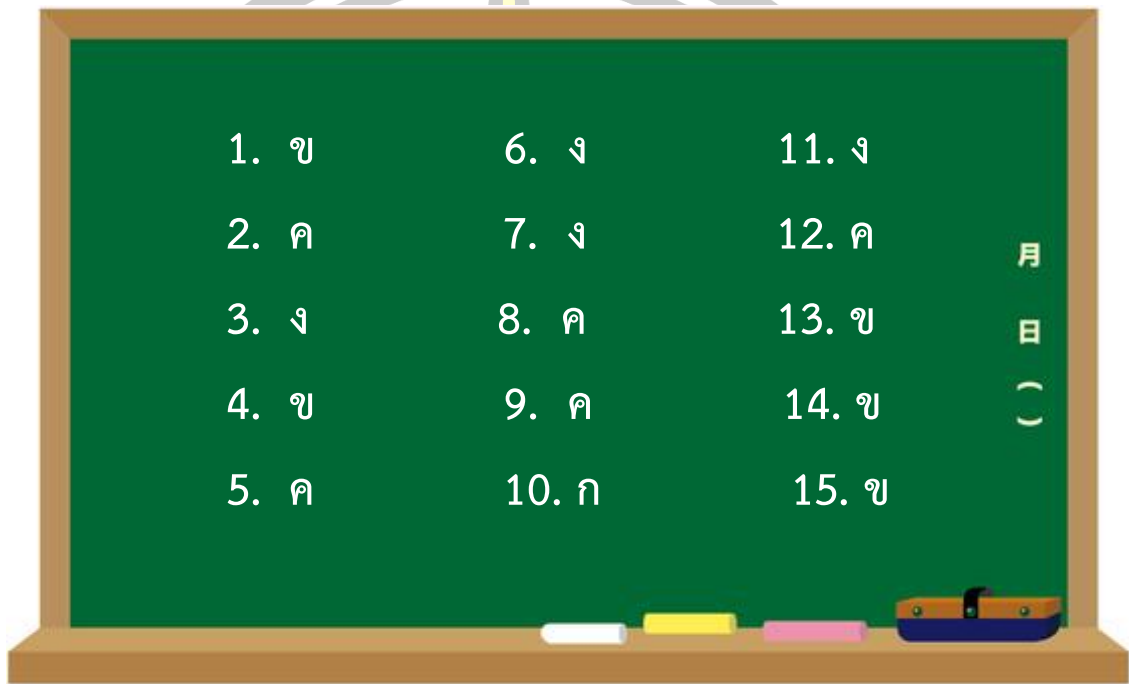 1. ข
2. ค
3. ง
4. ข
5. ค
6. ง
7. ง
8. ค
9. ค
10. ก
11. ง
12. ค
13. ข
14. ข
15. ข
月
日
(
)